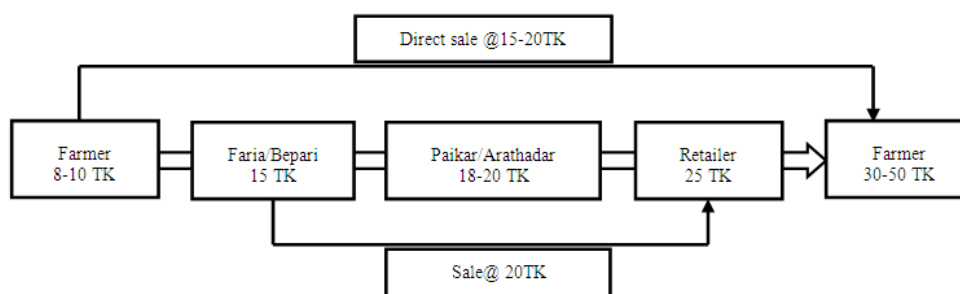 Direct sale @15-20TK
Farmer
8-10 TK
Faria/Bepari
15 TK
Paikar/Arathadar
18-20 TK
Retailer
25 TK
Farmer
30-50 TK
Sale@ 20TK